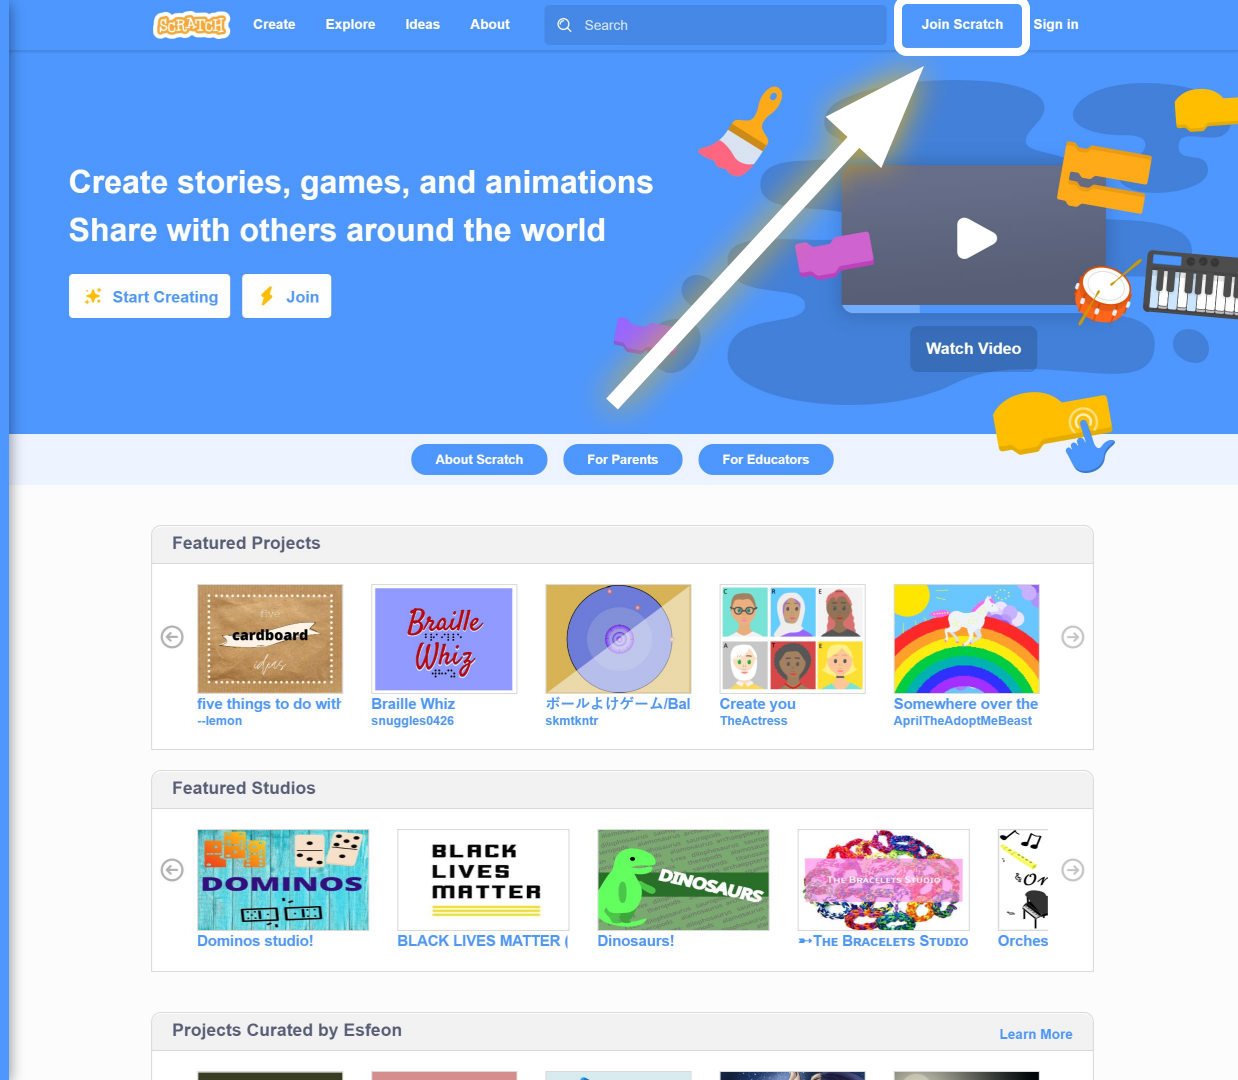 SCRATCH
Create
Explore
Ideas
About
Search
Join Scratch
Sign in
Create stories, games, and animations
Share with others around the world
Start Creating
Join
Watch Video
About Scratch
For Parents
For Educators
Featured Projects
five
cardboard
ideas
Braille
Whiz
C R E
A T E
five things to do with
--lemon
Braille Whiz
snuggles0426
ボールよけゲーム/Bal
skmtkntr
Create you
TheActress
Somewhere over the
AprilTheAdoptMeBeast
Featured Studios
DOMINOS
BLACK
LIVES
MATTER
DINOSAURS
The Bracelets Studio
Or
Dominos studio!
BLACK LIVES MATTER (
Dinosaurs!
➵The Bracelets Studio
Orches
Projects Curated by Esfeon
Learn More